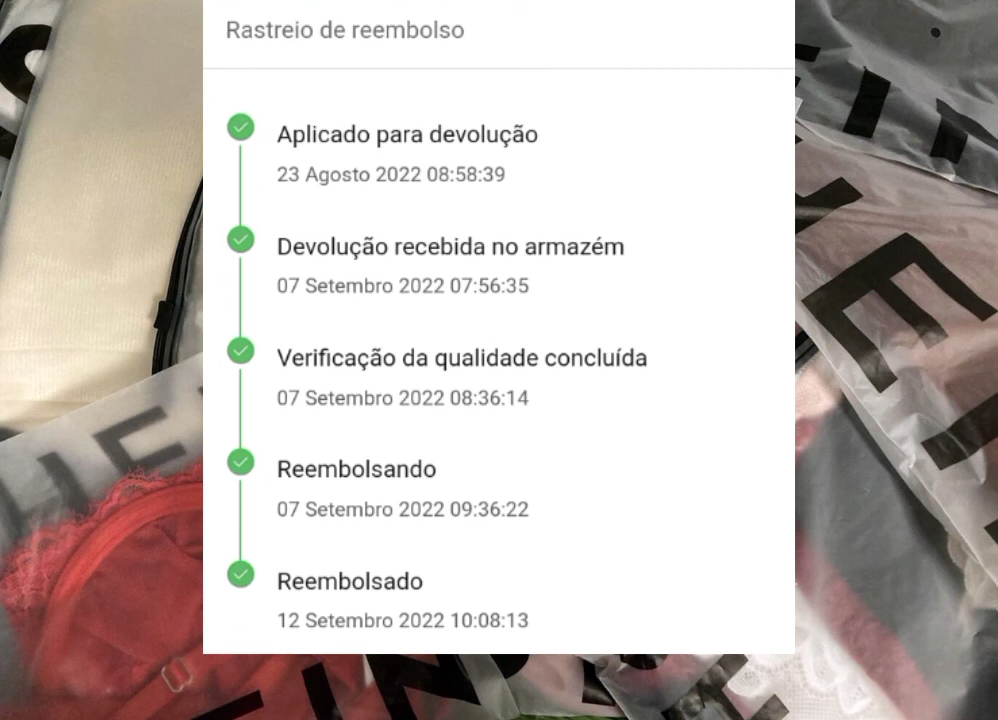 Rastreio de reembolso
Aplicado para devolução
23 Agosto 2022 08:58:39
Devolução recebida no armazém
07 Setembro 2022 07:56:35
Verificação da qualidade concluída
07 Setembro 2022 08:36:14
Reembolsando
07 Setembro 2022 09:36:22
Reembolsado
12 Setembro 2022 10:08:13